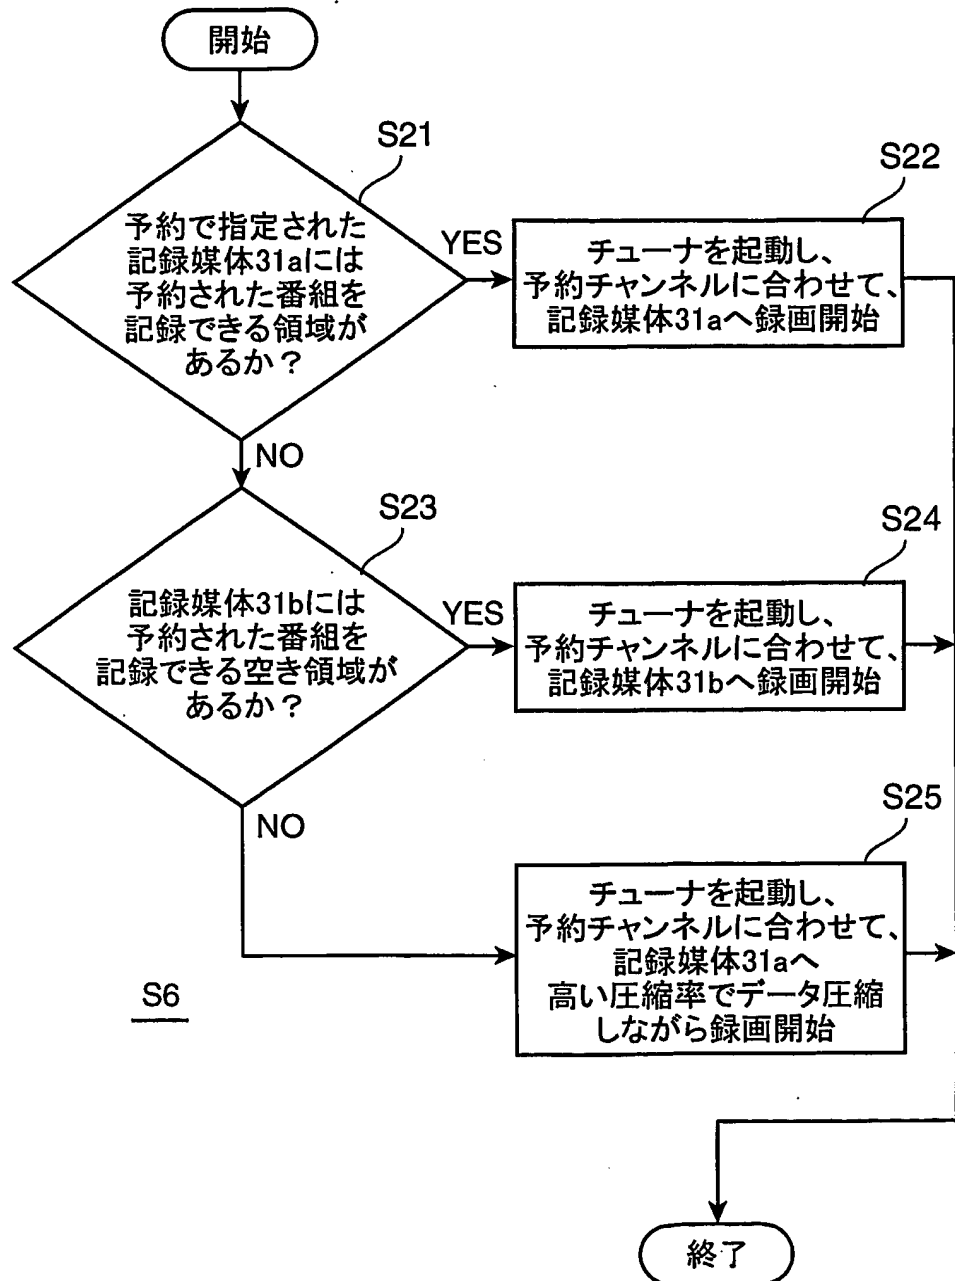 開始
S21
予約で指定された
記録媒体31aには
予約された番組を
記録できる領域が
あるか？
YES
S22
チューナを起動し、
予約チャンネルに合わせて、
記録媒体31aへ録画開始
NO
S23
記録媒体31bには
予約された番組を
記録できる空き領域が
あるか？
YES
S24
チューナを起動し、
予約チャンネルに合わせて、
記録媒体31bへ録画開始
NO
S25
チューナを起動し、
予約チャンネルに合わせて、
記録媒体31aへ
高い圧縮率でデータ圧縮
しながら録画開始
S6
終了